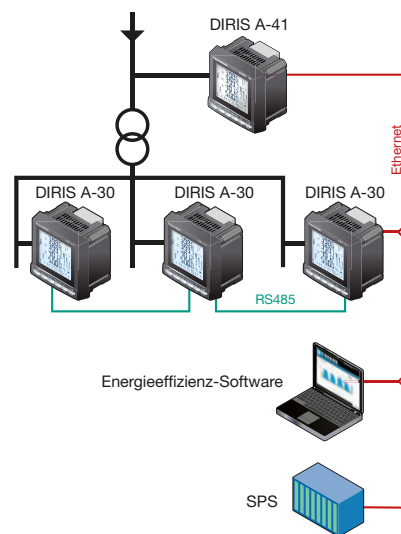 DIRIS A-41
Ethernet
DIRIS A-30
DIRIS A-30
DIRIS A-30
RS485
Energieeffizienz-Software
SPS